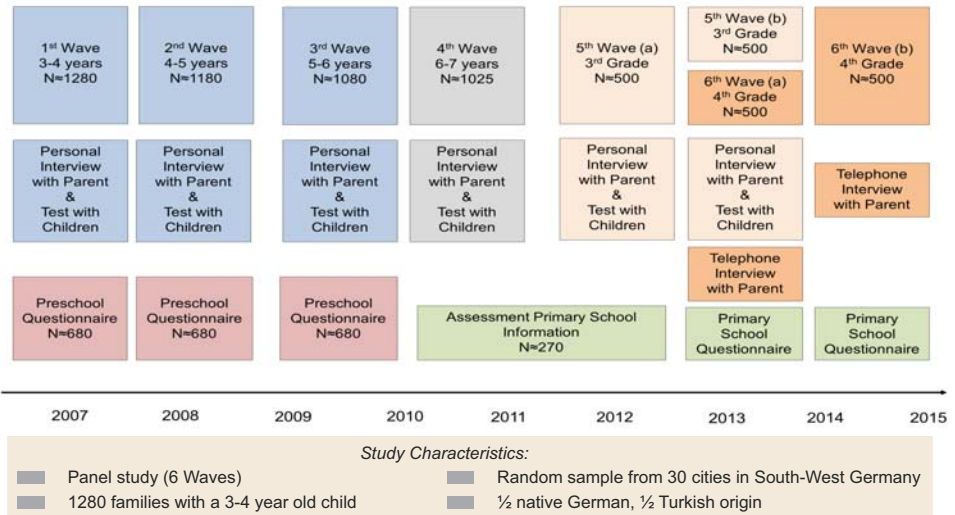 1st Wave
3-4 years
N≈1280
2nd Wave
4-5 years
N≈1180
3rd Wave
5-6 years
N≈1080
4th Wave
6-7 years
N≈1025
5th Wave (a)
3rd Grade
N≈500
5th Wave (b)
3rd Grade
N≈500
6th Wave (a)
4th Grade
N≈500
6th Wave (b)
4th Grade
N≈500
Personal
Interview
with Parent
&
Test with
Children
Personal
Interview
with Parent
&
Test with
Children
Personal
Interview
with Parent
&
Test with
Children
Personal
Interview
with Parent
&
Test with
Children
Personal
Interview
with Parent
&
Test with
Children
Personal
Interview
with Parent
&
Test with
Children
Telephone
Interview
with Parent
Telephone
Interview
with Parent
Preschool
Questionnaire
N≈680
Preschool
Questionnaire
N≈680
Preschool
Questionnaire
N≈680
Assessment Primary School
Information
N≈270
Primary
School
Questionnaire
Primary
School
Questionnaire
2007 2008 2009 2010 2011 2012 2013 2014 2015
Study Characteristics:
Panel study (6 Waves)
1280 families with a 3-4 year old child
Random sample from 30 cities in South-West Germany
½ native German, ½ Turkish origin